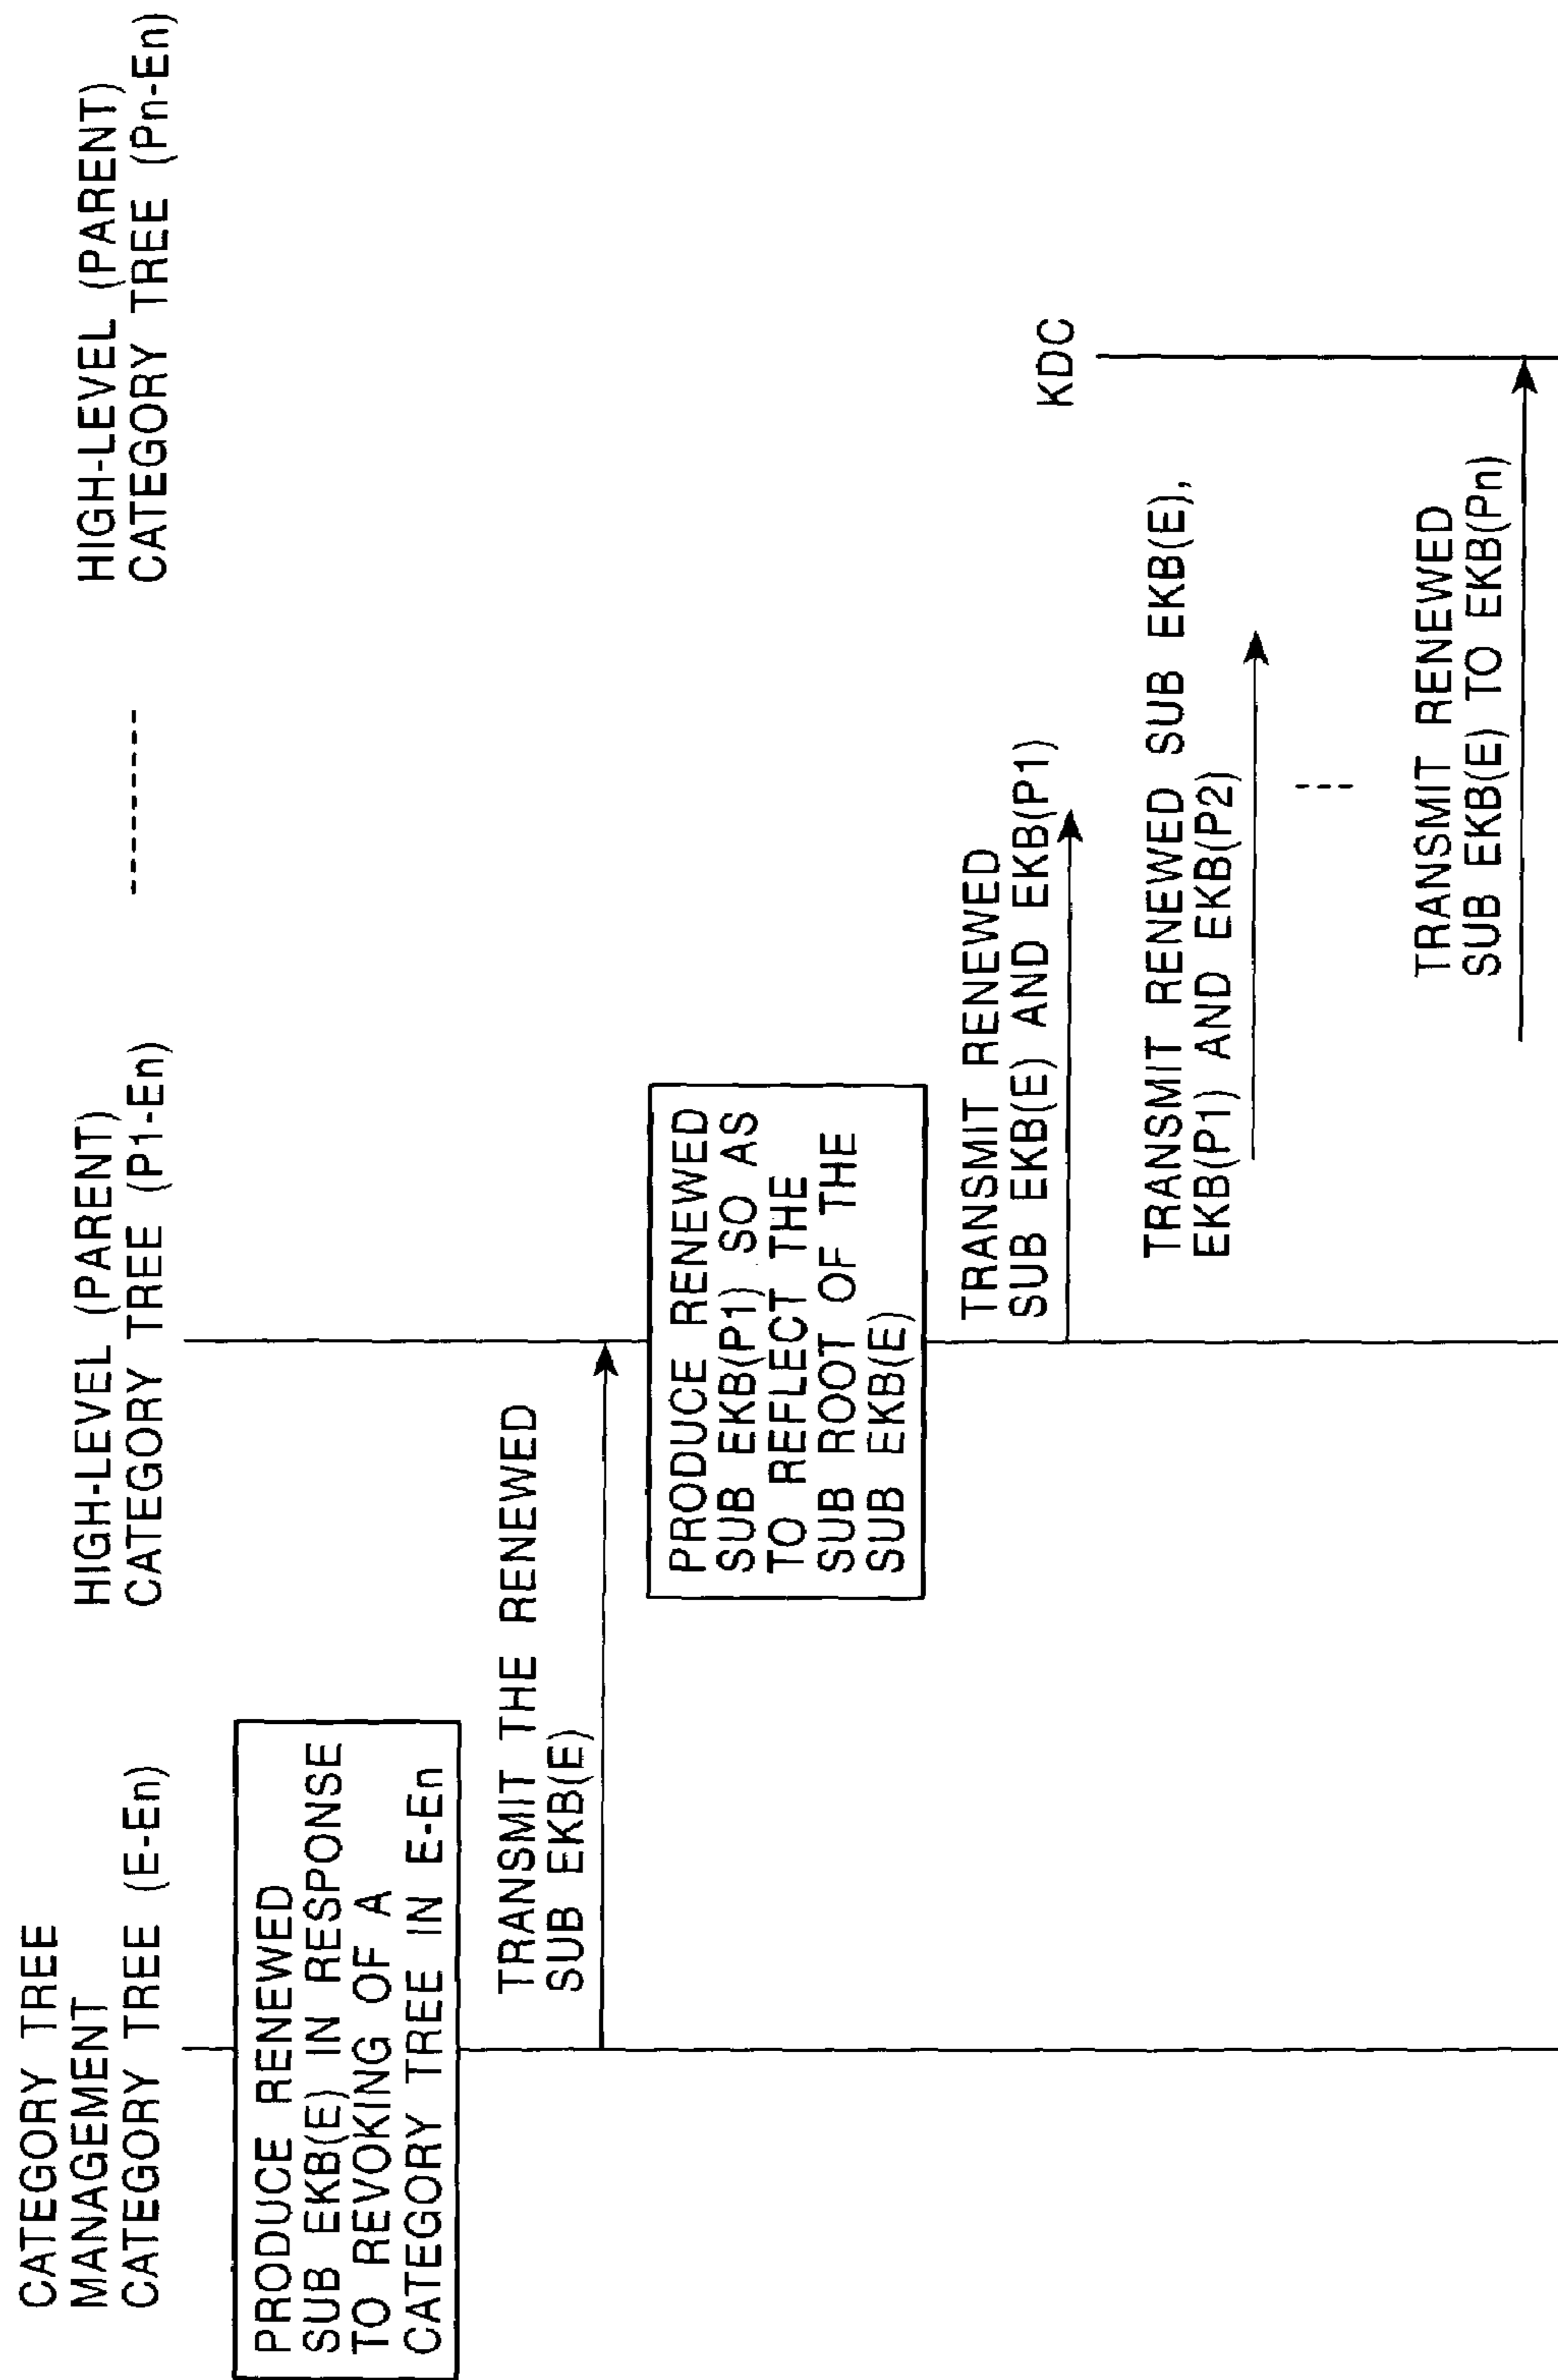 CATEGORY TREE
MANAGEMENT
CATEGORY TREE (E-En)
HIGH-LEVEL (PARENT)
CATEGORY TREE (P1-En)
HIGH-LEVEL (PARENT)
CATEGORY TREE (Pn-En)
PRODUCE RENEWED
SUB EKB(E) IN RESPONSE
TO REVOKING OF A
CATEGORY TREE IN E-En
TRANSMIT THE RENEWED
SUB EKB(E)
PRODUCE RENEWED
SUB EKB(P1) SO AS
TO REFLECT THE
SUB ROOT OF THE
SUB EKB(E)
TRANSMIT RENEWED
SUB EKB(E) AND EKB(P1)
KDC
TRANSMIT RENEWED SUB EKB(E),
EKB(P1) AND EKB(P2)
TRANSMIT RENEWED
SUB EKB(E) TO EKB(Pn)